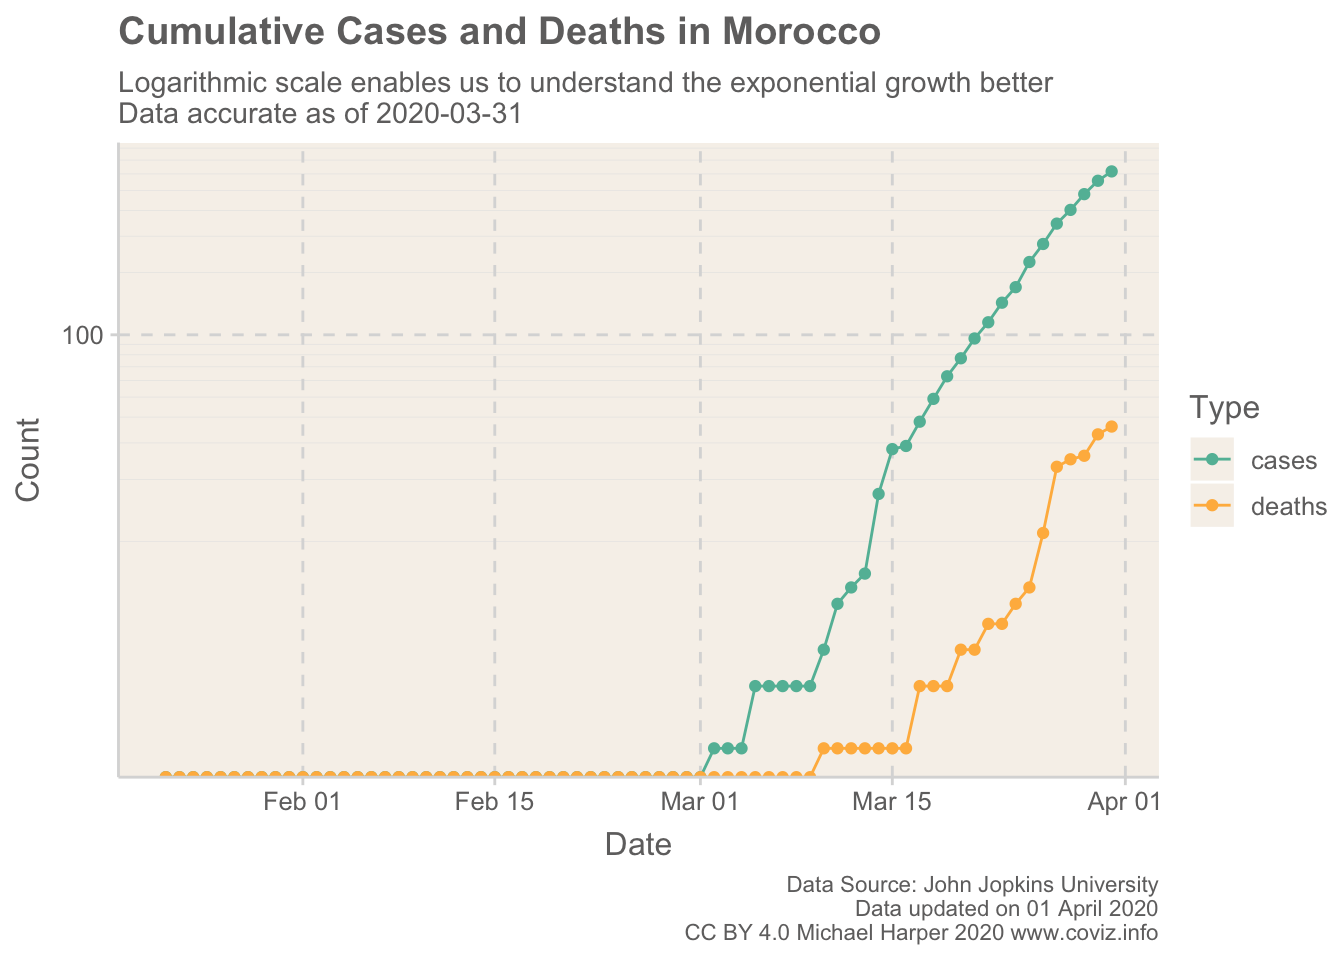 Cumulative Cases and Deaths in Morocco
Logarithmic scale enables us to understand the exponential growth better
Data accurate as of 2020-03-31
100
Count
Feb 01
Feb 15
Mar 01
Mar 15
Apr 01
Date
Type
cases
deaths
Data Source: John Jopkins University
Data updated on 01 April 2020
CC BY 4.0 Michael Harper 2020 www.coviz.info